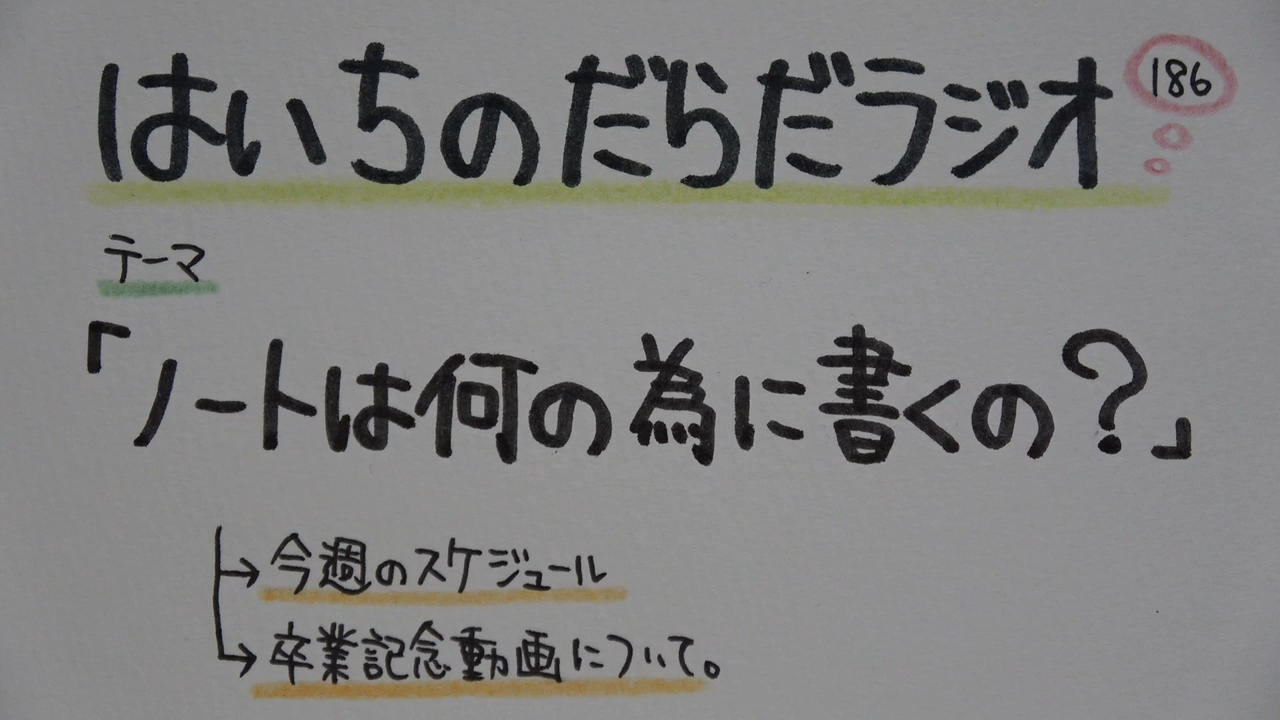 はいちのだらだラジオ 186
テーマ
「ノートは何の為に書くの?」
→今週のスケジュール
→卒業記念動画について。